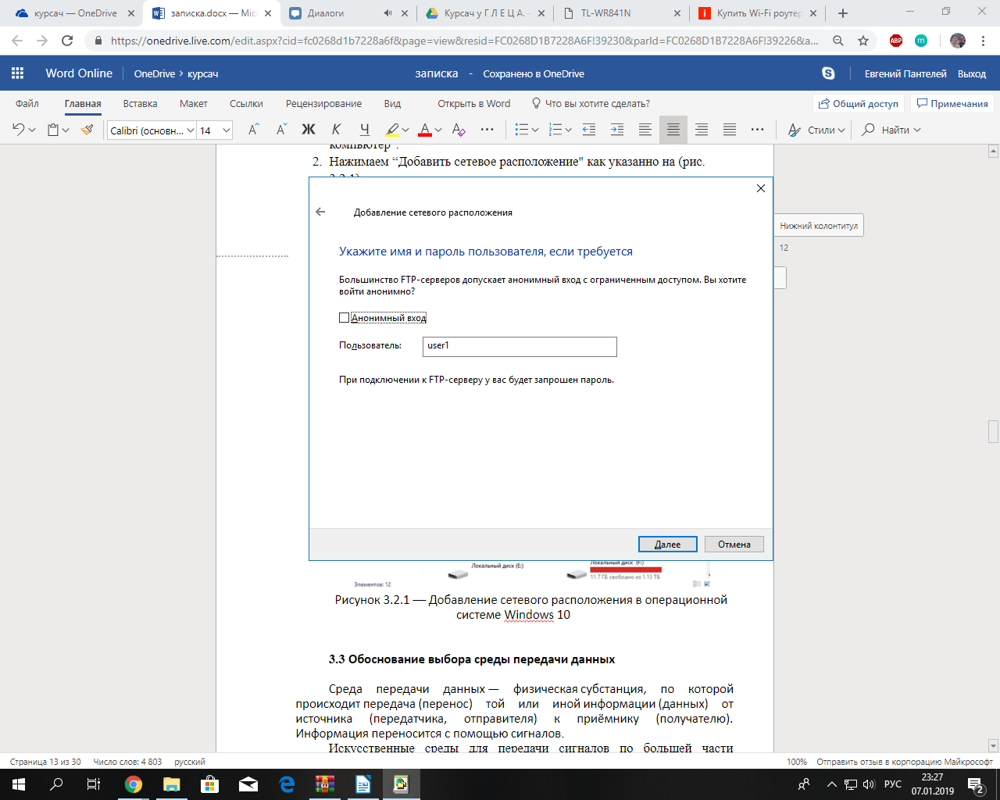 курсач — OneDrive
записка.docx — Mic
Диалоги
Курсач у Г Л Е Ц А. –
TL-WR841N
Купить Wi-Fi роутер
https://onedrive.live.com/edit.aspx?cid=fc0268d1b7228a6f&page=view&resid=FC0268D1B7228A6F!39230&parId=FC0268D1B7228A6F!39226&a...
ABP
m
Word Online
OneDrive > курсач
записка - Сохранено в OneDrive
Евгений Пантелей
Выход
Файл
Главная
Вставка
Макет
Ссылки
Рецензирование
Вид
Открыть в Word
Что вы хотите сделать?
Общий доступ
Примечания
Calibri (основн...
14
Ж
К
Ч
Стили
Найти
компьютер".
2. Нажимаем “Добавить сетевое расположение" как указанно на (рис.
3.2.1)
Добавление сетевого расположения
Укажите имя и пароль пользователя, если требуется
Большинство FTP-серверов допускает анонимный вход с ограниченным доступом. Вы хотите
войти анонимно?
Анонимный вход
Пользователь:
user1
При подключении к FTP-серверу у вас будет запрошен пароль.
Далее
Отмена
Нижний колонтитул
12
Локальный диск (E:)
Локальный диск (F:)
11.7 ГБ свободно из 1.13 ТБ
Элементов: 12
Рисунок 3.2.1 — Добавление сетевого расположения в операционной
системе Windows 10
3.3 Обоснование выбора среды передачи данных
Среда передачи данных — физическая субстанция, по которой
происходит передача (перенос) той или иной информации (данных) от
источника (передатчика, отправителя) к приёмнику (получателю).
Информация переносится с помощью сигналов.
Искусственные среды для передачи сигналов по большей части
Страница 13 из 30
Число слов: 4 803
русский
100%
Отправить отзыв в корпорацию Майкрософт
РУС
23:27
07.01.2019
2